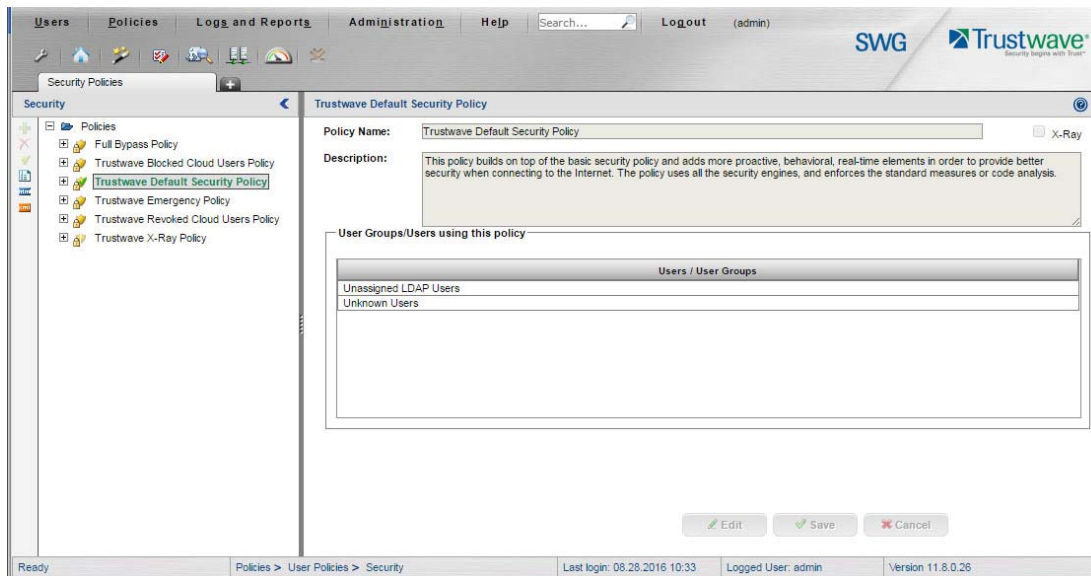 Users Policies Logs and Reports Administration Help Search... Logout (admin)
SWG Trustwave
Security begins with Trust
Security Policies
Security
Policies
Full Bypass Policy
Trustwave Blocked Cloud Users Policy
Trustwave Default Security Policy
Trustwave Emergency Policy
Trustwave Revoked Cloud Users Policy
Trustwave X-Ray Policy
Trustwave Default Security Policy
Policy Name: Trustwave Default Security Policy X-Ray
Description: This policy builds on top of the basic security policy and adds more proactive, behavioral, real-time elements in order to provide better
security when connecting to the Internet. The policy uses all the security engines, and enforces the standard measures or code analysis.
User Groups/Users using this policy
Users / User Groups
Unassigned LDAP Users
Unknown Users
Edit Save Cancel
Ready Policies > User Policies > Security Last login: 08.28.2016 10:33 Logged User: admin Version 11.8.0.26